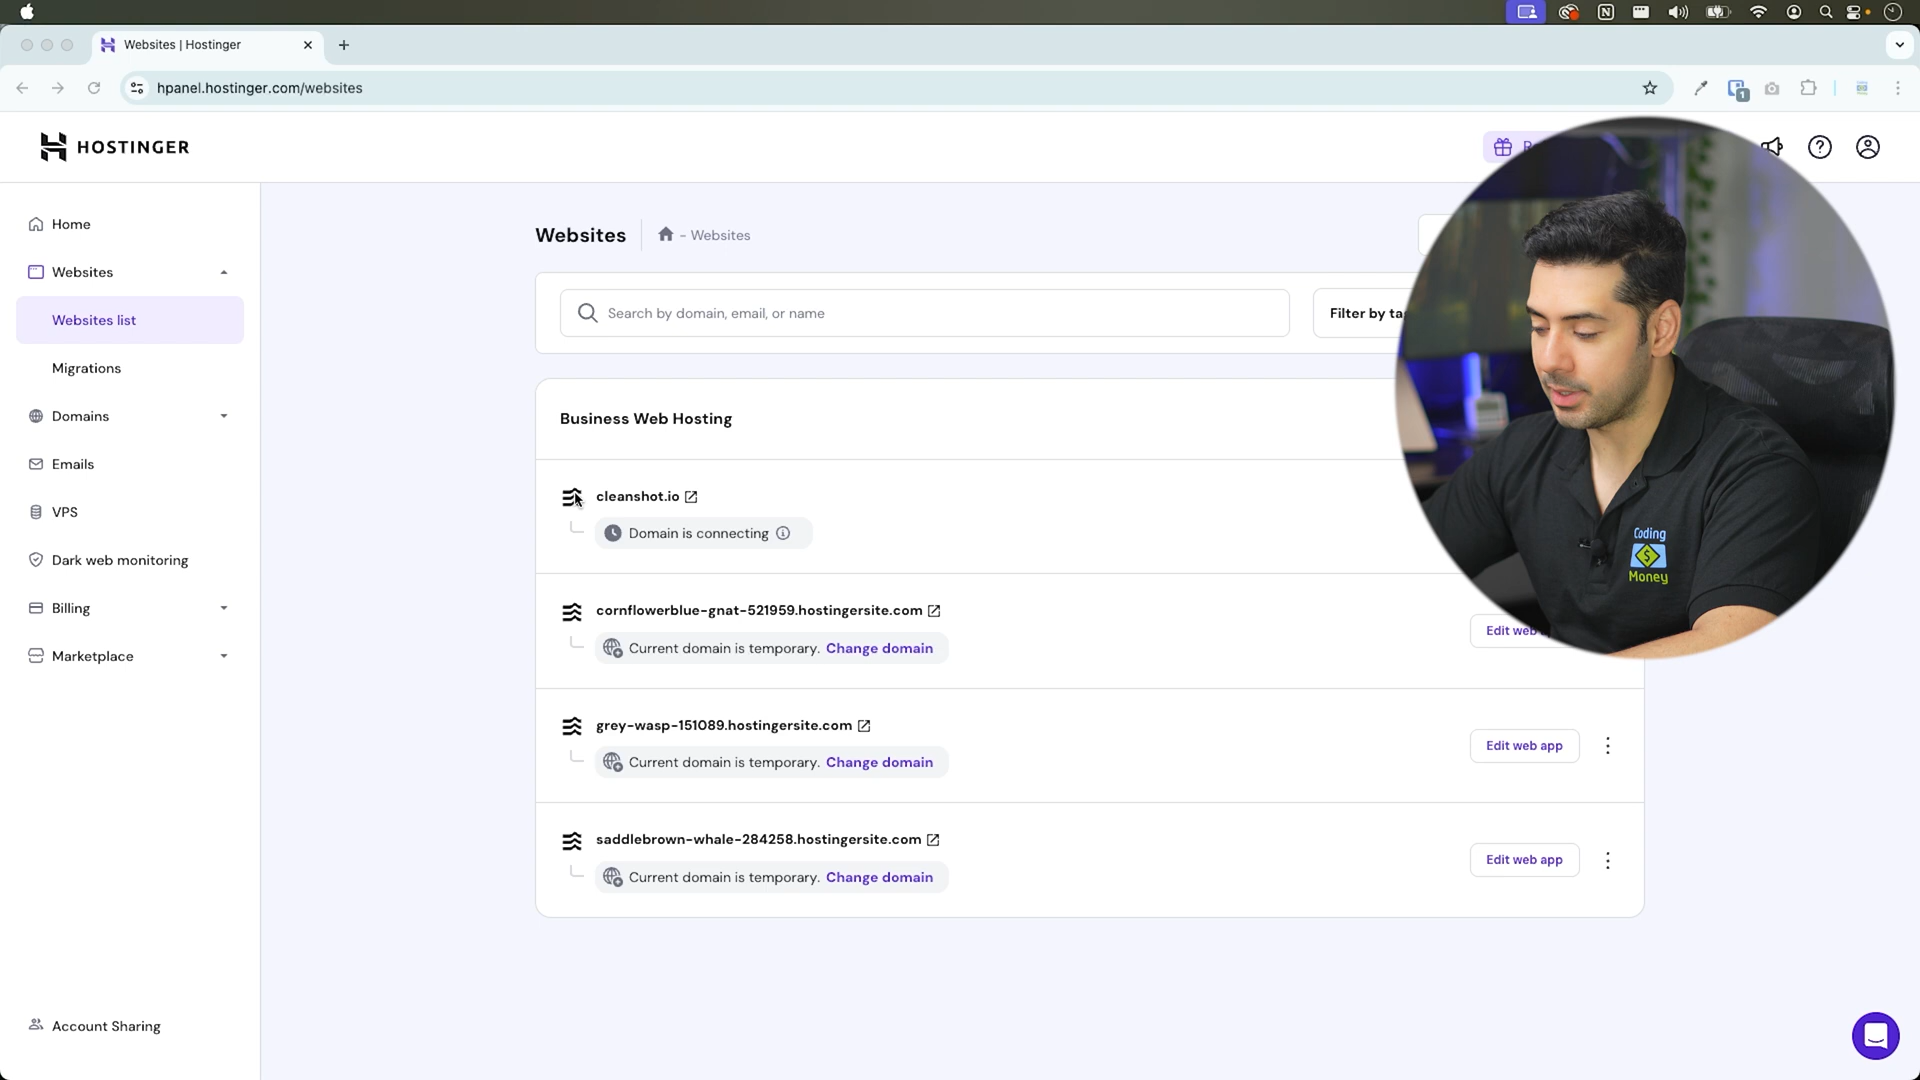 Websites | Hostinger
hpanel.hostinger.com/websites
1
HOSTINGER
Home
Websites
Websites list
Migrations
Domains
Emails
VPS
Dark web monitoring
Billing
Marketplace
Account Sharing
Websites
- Websites
Search by domain, email, or name
Filter by
Business Web Hosting
cleanshot.io
Domain is connecting
cornflowerblue-gnat-521959.hostingersite.com
Current domain is temporary. Change domain
Edit web
grey-wasp-151089.hostingersite.com
Current domain is temporary. Change domain
Edit web app
saddlebrown-whale-284258.hostingersite.com
Current domain is temporary. Change domain
Edit web app
Coding
$
Money